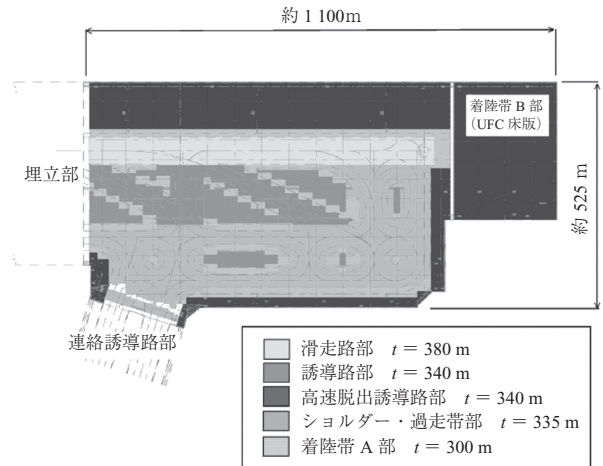 約 1 100m
着陸帯 B 部
(UFC 床版)
埋立部
約 525 m
連絡誘導路部
滑走路部 t = 380 m
誘導路部 t = 340 m
高速脱出誘導路部 t = 340 m
ショルダー・過走帯部 t = 335 m
着陸帯 A 部 t = 300 m